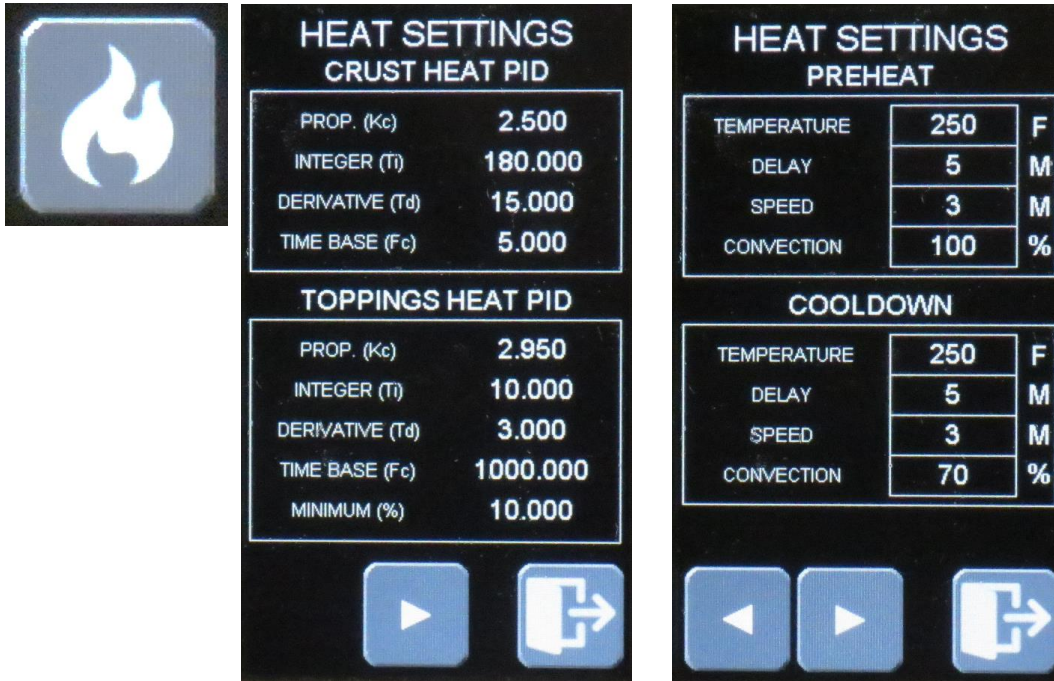 HEAT SETTINGS
CRUST HEAT PID
PROP. (Kc) 2.500
INTEGER (Ti) 180.000
DERIVATIVE (Td) 15.000
TIME BASE (Fc) 5.000
TOPPINGS HEAT PID
PROP. (Kc) 2.950
INTEGER (Ti) 10.000
DERIVATIVE (Td) 3.000
TIME BASE (Fc) 1000.000
MINIMUM (%) 10.000
HEAT SETTINGS
PREHEAT
TEMPERATURE 250 F
DELAY 5 M
SPEED 3 M
CONVECTION 100 %
COOLDOWN
TEMPERATURE 250 F
DELAY 5 M
SPEED 3 M
CONVECTION 70 %